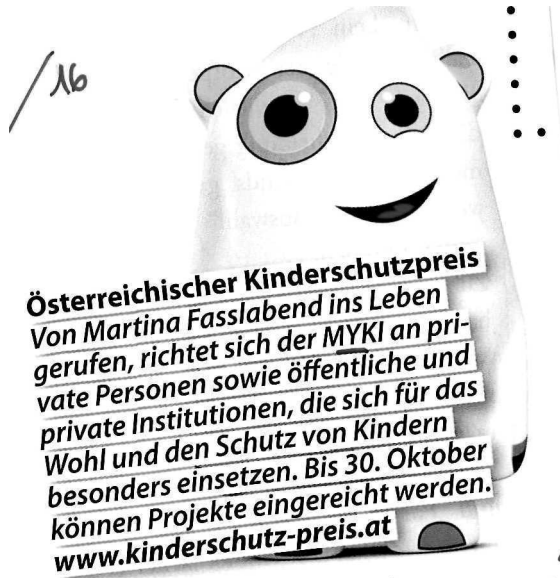 /16
Österreichischer Kinderschutzpreis
Von Martina Fasslabend ins Leben
gerufen, richtet sich der MYKI an pri-
vate Personen sowie öffentliche und
private Institutionen, die sich für das
Wohl und den Schutz von Kindern
besonders einsetzen. Bis 30. Oktober
können Projekte eingereicht werden.
www.kinderschutz-preis.at